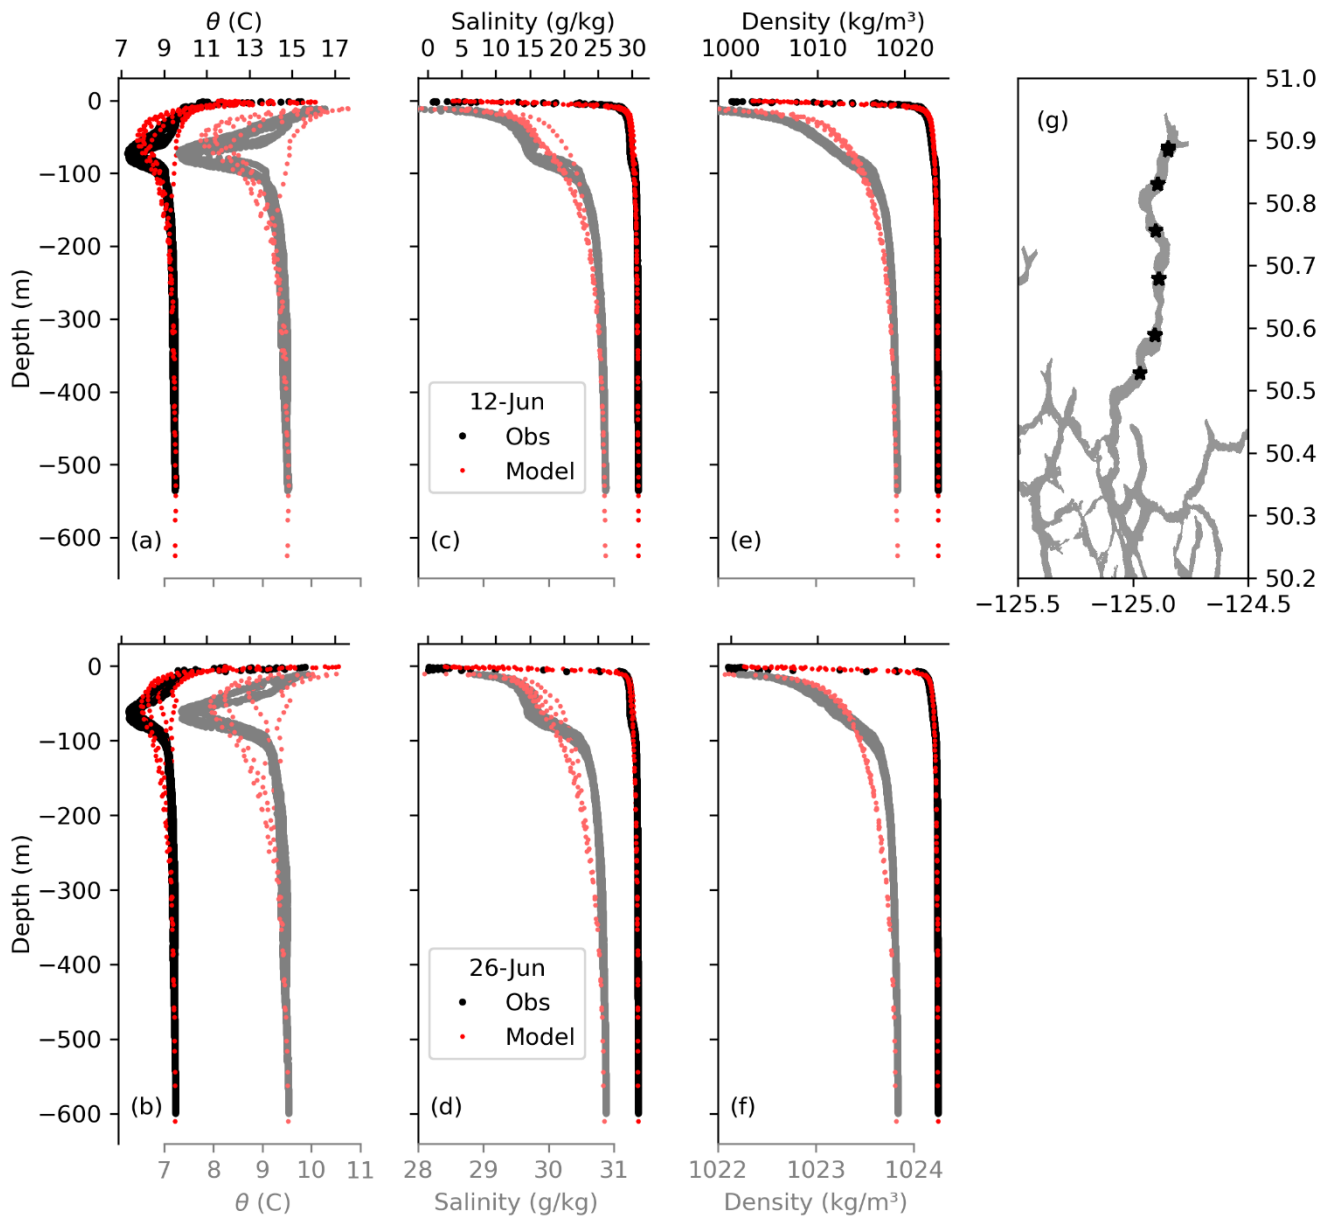 θ (C)
Salinity (g/kg)
Density (kg/m³)
7 9 11 13 15 17
0 5 10 15 20 25 30
1000 1010 1020
0
−100
−200
−300
−400
−500
−600
Depth (m)
(a)
(c)
12-Jun
Obs
Model
(e)
(g)
51.0
50.9
50.8
50.7
50.6
50.5
50.4
50.3
50.2
−125.5 −125.0 −124.5
0
−100
−200
−300
−400
−500
−600
Depth (m)
(b)
(d)
26-Jun
Obs
Model
(f)
7 8 9 10 11
28 29 30 31
1022 1023 1024
θ (C)
Salinity (g/kg)
Density (kg/m³)